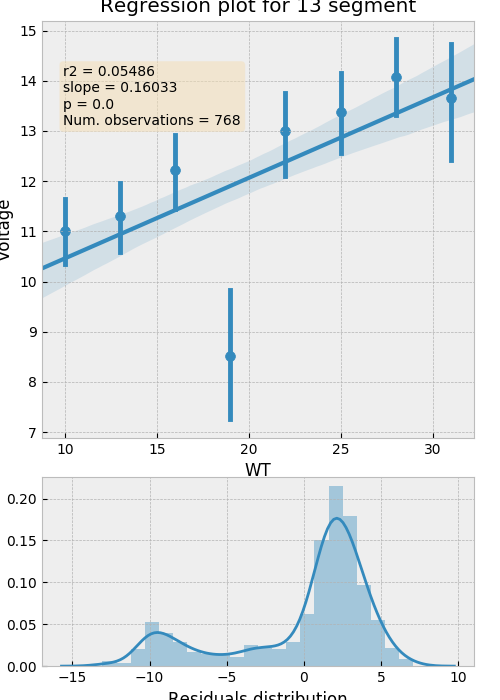 Regression plot for 13 segment
15
14
13
12
11
10
9
8
7
r2 = 0.05486
slope = 0.16033
p = 0.0
Num. observations = 768
voltage
10 15 20 25 30
WT
0.20
0.15
0.10
0.05
0.00
−15 −10 −5 0 5 10
Residuals distribution